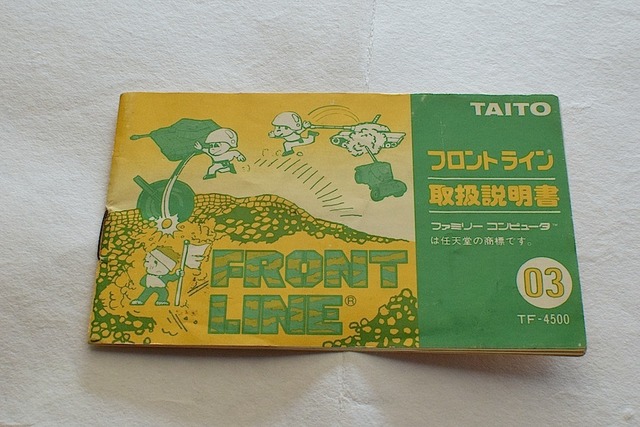 TAITO
フロントライン®
取扱説明書
ファミリー コンピュータ™
は任天堂の商標です。
03
TF-4500
FRONT
LINE®